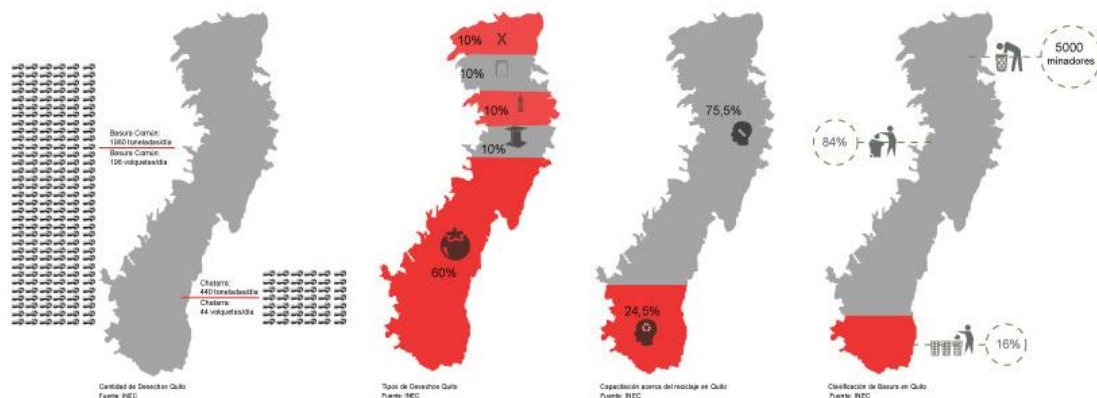 Basura Común:
1960 toneladas/día
Basura Común:
196 volquetas/día
Chatarra:
440 toneladas/día
Chatarra:
44 volquetas/día
Cantidad de Desechos Quito
Fuente: INEC
10%
10%
10%
10%
60%
Tipos de Desechos Quito
Fuente: INEC
75,5%
24,5%
Capacitación acerca del reciclaje en Quito
Fuente: INEC
5000
minadores
84%
16%
Clasificación de Basura en Quito
Fuente: INEC